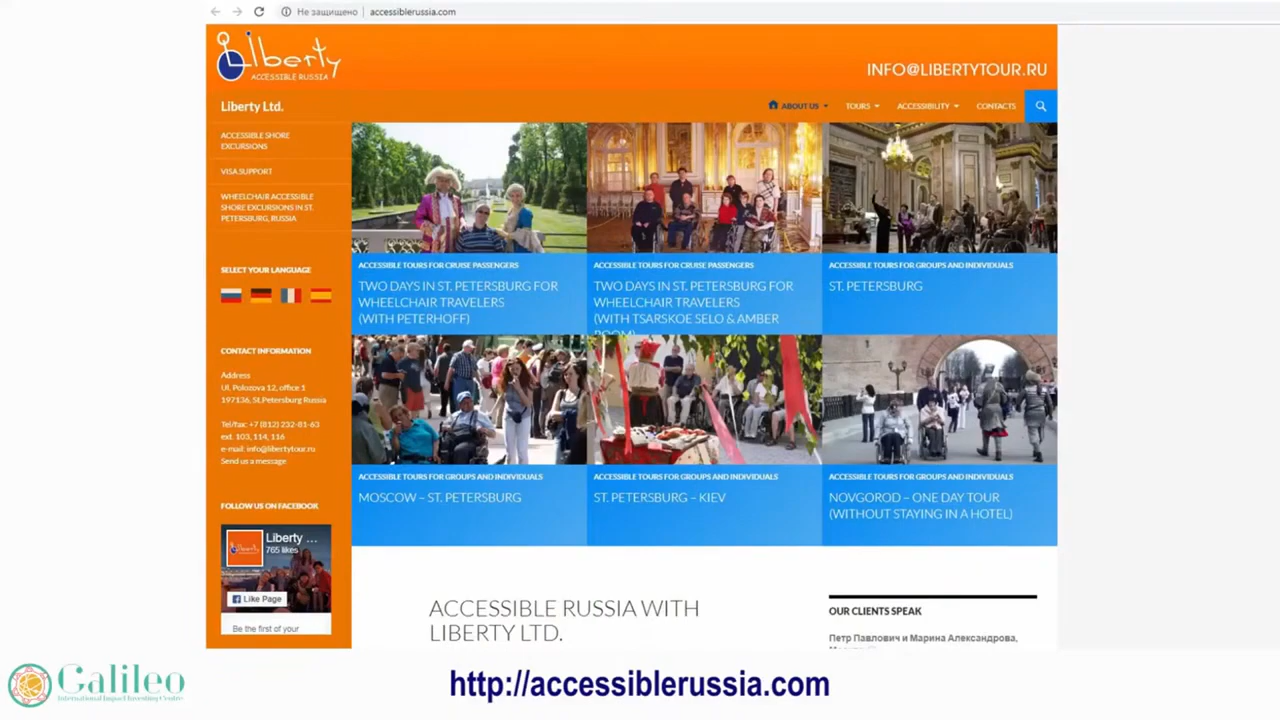 Не защищено | accessiblerussia.com
Liberty
ACCESSIBLE RUSSIA
INFO@LIBERTYTOUR.RU
Liberty Ltd.
ABOUT US
TOURS
ACCESSIBILITY
CONTACTS
ACCESSIBLE SHORE
EXCURSIONS
VISA SUPPORT
WHEELCHAIR ACCESSIBLE
SHORE EXCURSIONS IN ST.
PETERSBURG, RUSSIA
SELECT YOUR LANGUAGE
CONTACT INFORMATION
Address
Ul. Polozova 12, office 1
197136, St.Petersburg Russia
Tel/fax: +7 (812) 232-81-63
ext. 103, 114, 116
e-mail: info@libertytour.ru
Send us a message
FOLLOW US ON FACEBOOK
Liberty ...
765 likes
Like Page
Be the first of your
ACCESSIBLE TOURS FOR CRUISE PASSENGERS
TWO DAYS IN ST. PETERSBURG FOR
WHEELCHAIR TRAVELERS
(WITH PETERHOFF)
ACCESSIBLE TOURS FOR CRUISE PASSENGERS
TWO DAYS IN ST. PETERSBURG FOR
WHEELCHAIR TRAVELERS
(WITH TSARSKOE SELO & AMBER
ROOM)
ACCESSIBLE TOURS FOR GROUPS AND INDIVIDUALS
ST. PETERSBURG
ACCESSIBLE TOURS FOR GROUPS AND INDIVIDUALS
MOSCOW – ST. PETERSBURG
ACCESSIBLE TOURS FOR GROUPS AND INDIVIDUALS
ST. PETERSBURG – KIEV
ACCESSIBLE TOURS FOR GROUPS AND INDIVIDUALS
NOVGOROD – ONE DAY TOUR
(WITHOUT STAYING IN A HOTEL)
ACCESSIBLE RUSSIA WITH
LIBERTY LTD.
OUR CLIENTS SPEAK
Петр Павлович и Марина Александрова,
Galileo
International Impact Investing Centre
http://accessiblerussia.com